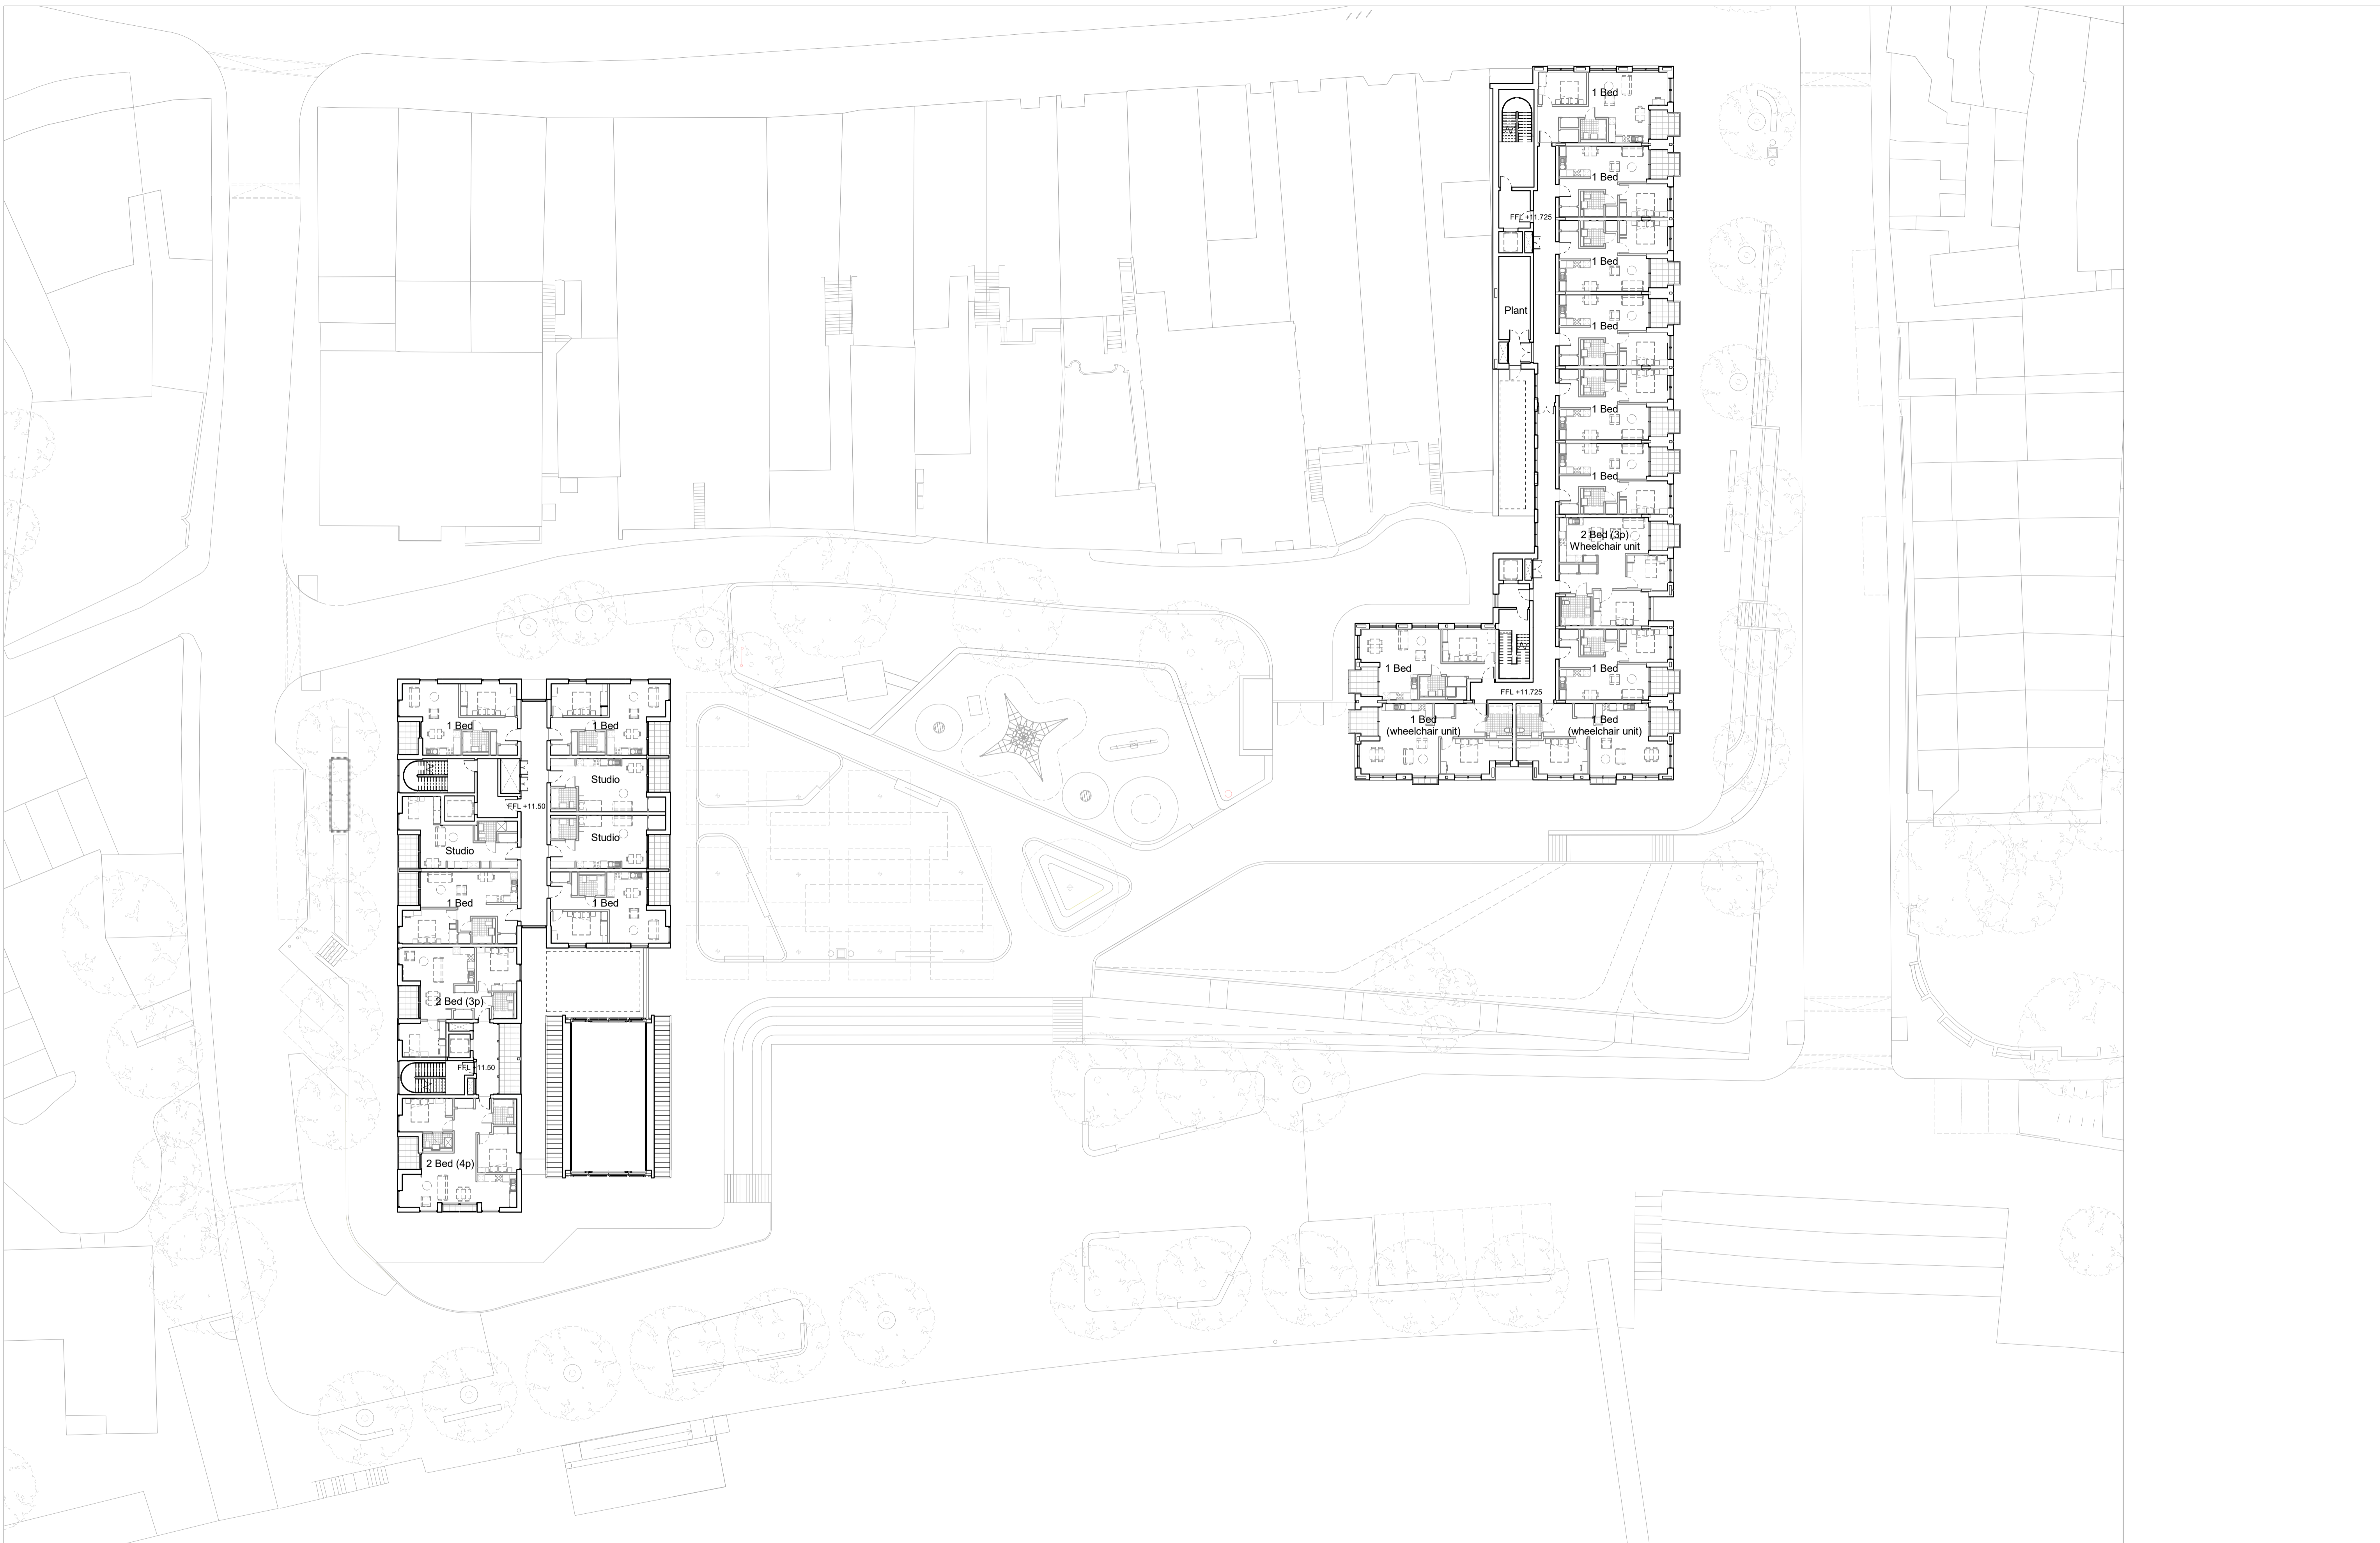 1 Bed
1 Bed
FFL +11.725
1 Bed
Plant
1 Bed
1 Bed
1 Bed
2 Bed (3p)
Wheelchair unit
1 Bed
1 Bed
FFL +11.725
1 Bed
(wheelchair unit)
1 Bed
(wheelchair unit)
1 Bed
1 Bed
Studio
FFL +11.50
Studio
Studio
1 Bed
1 Bed
2 Bed (3p)
FFL +11.50
2 Bed (4p)